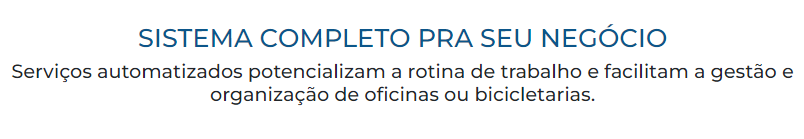 SISTEMA COMPLETO PRA SEU NEGÓCIO
Serviços automatizados potencializam a rotina de trabalho e facilitam a gestão e
organização de oficinas ou bicicletarias.